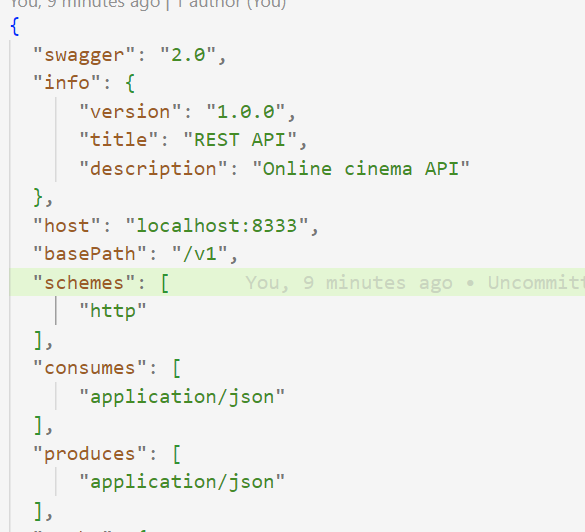 You, 9 minutes ago | 1 author (You)
{
"swagger": "2.0",
"info": {
"version": "1.0.0",
"title": "REST API",
"description": "Online cinema API"
},
"host": "localhost:8333",
"basePath": "/v1",
"schemes": [ You, 9 minutes ago • Uncommitt
"http"
],
"consumes": [
"application/json"
],
"produces": [
"application/json"
],